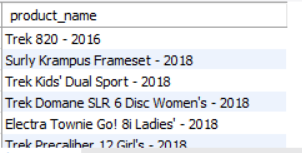 product_name
Trek 820 - 2016
Surly Krampus Frameset - 2018
Trek Kids' Dual Sport - 2018
Trek Domane SLR 6 Disc Women's - 2018
Electra Townie Go! 8i Ladies' - 2018
Trek Precaliber 12 Girl's - 2018